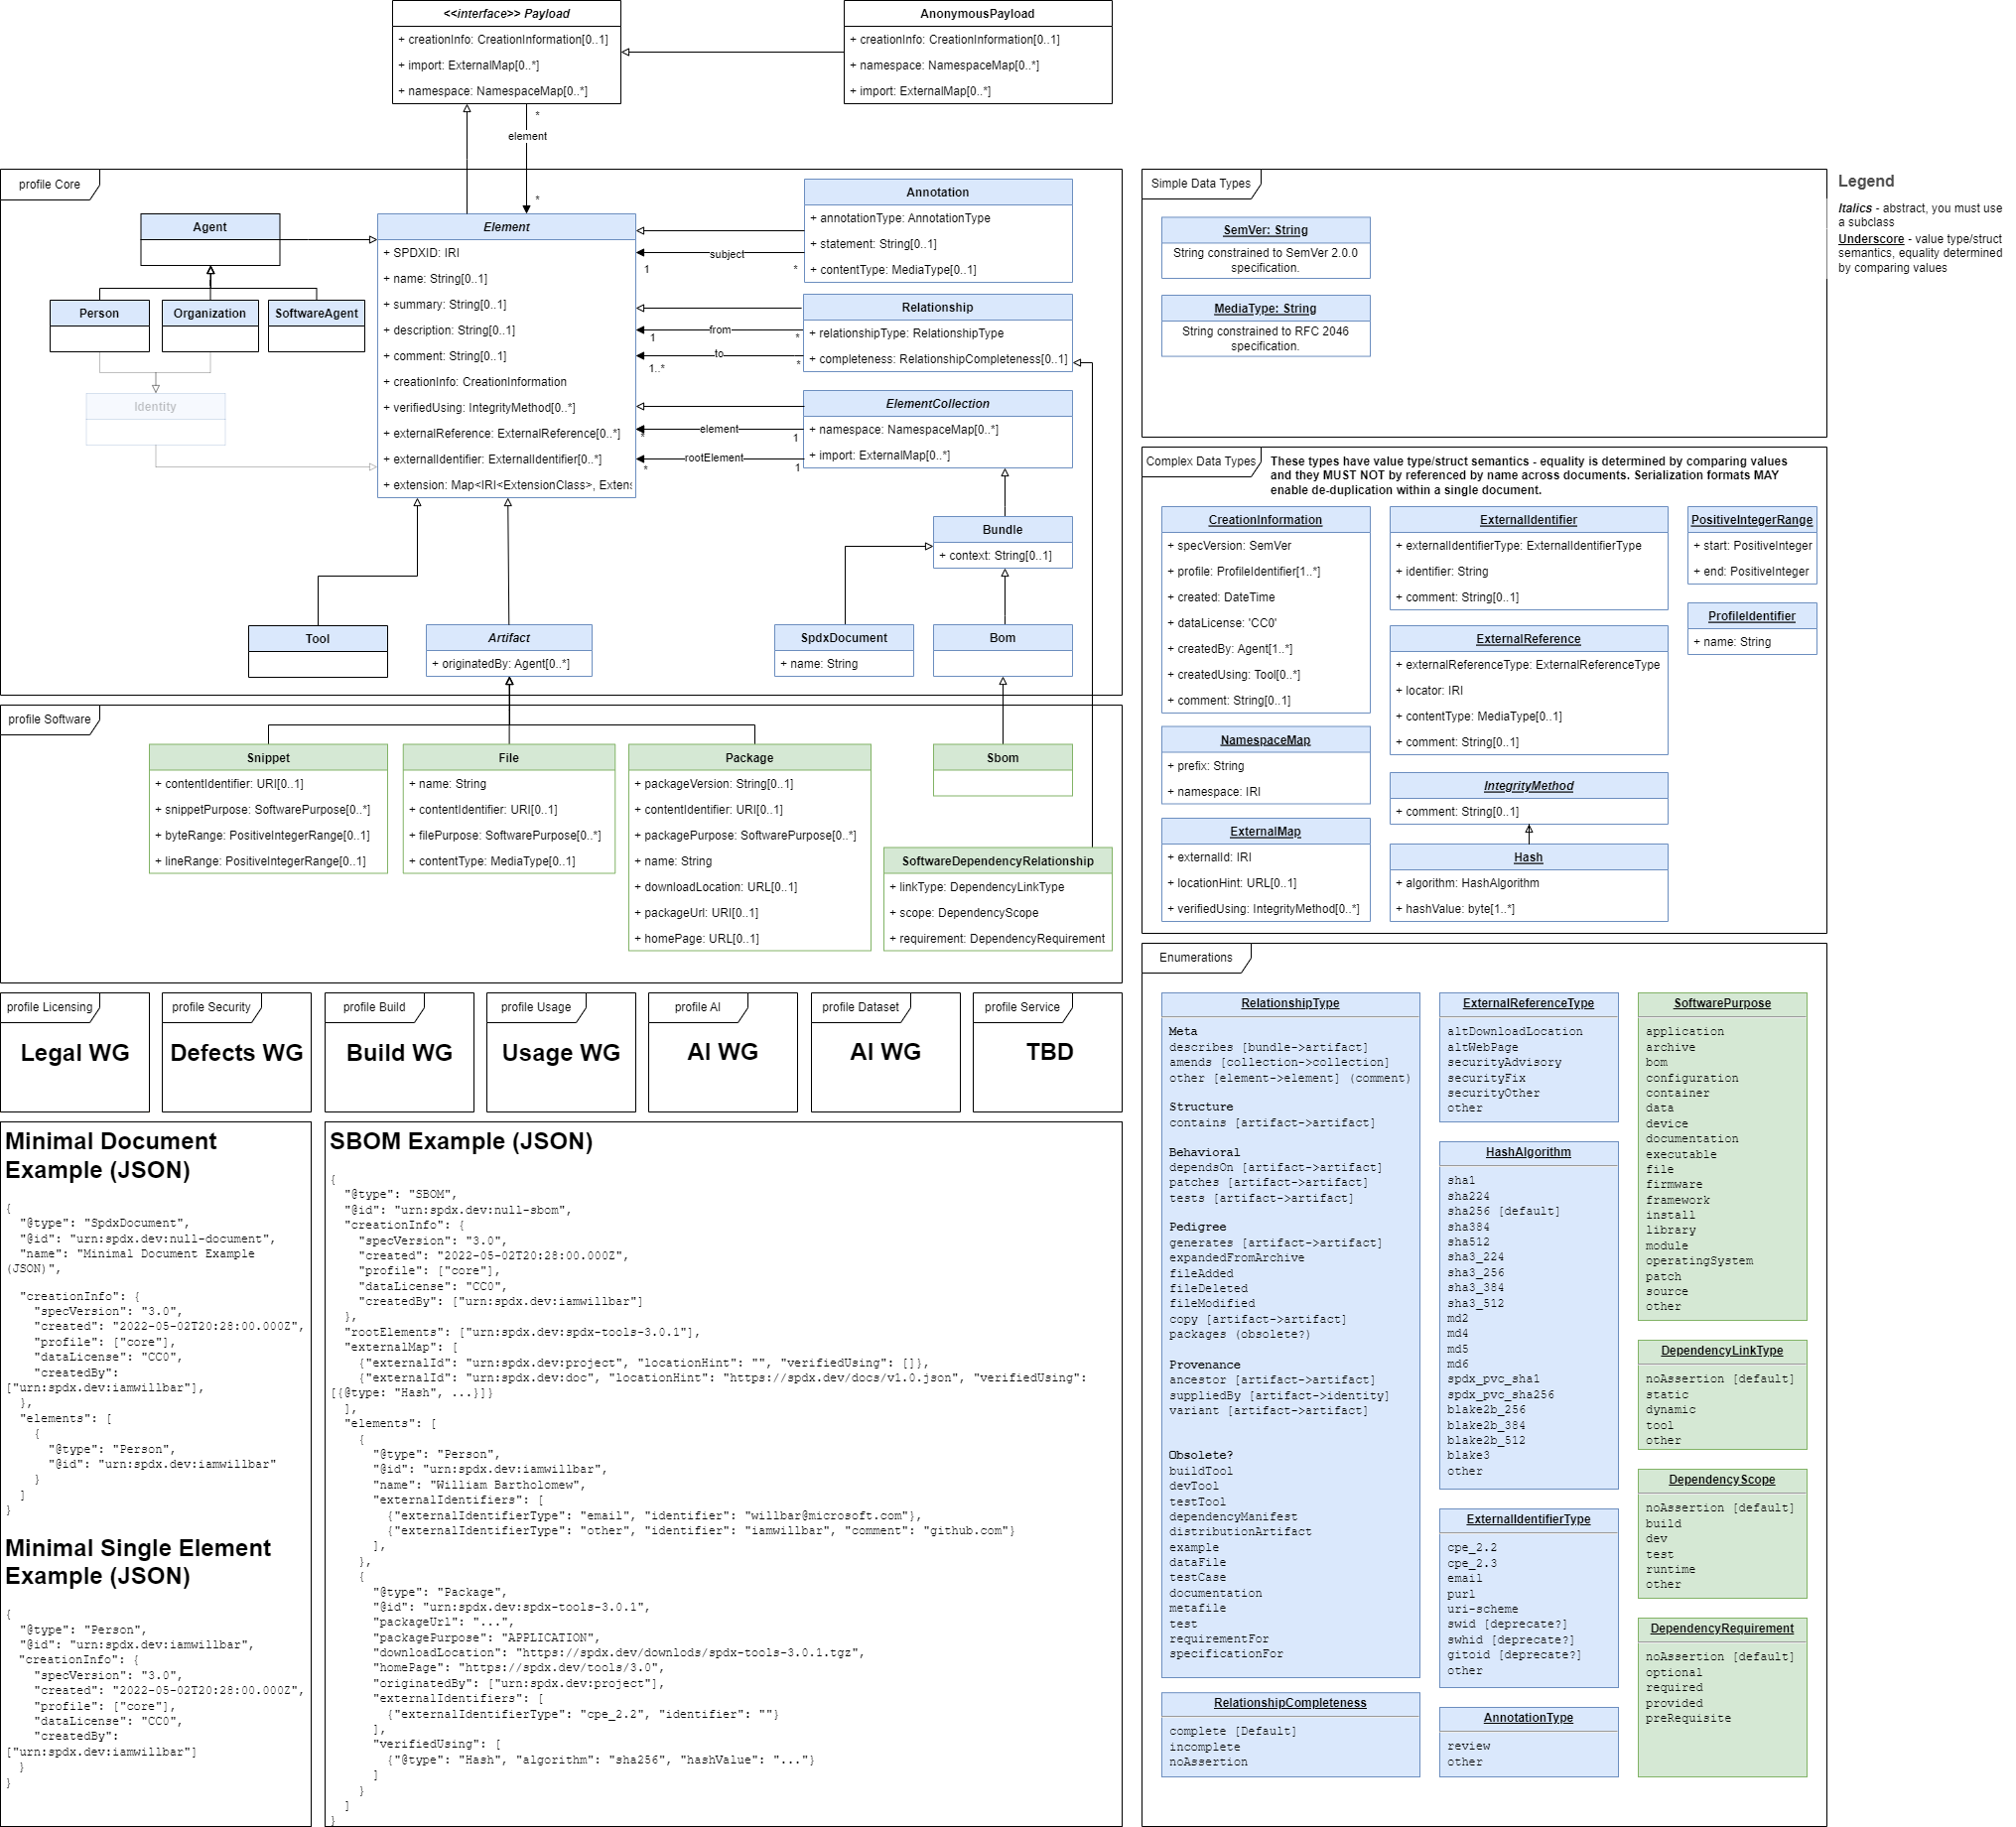 <<interface>> Payload
+ creationInfo: CreationInformation[0..1]
+ import: ExternalMap[0..*]
+ namespace: NamespaceMap[0..*]
AnonymousPayload
+ creationInfo: CreationInformation[0..1]
+ namespace: NamespaceMap[0..*]
+ import: ExternalMap[0..*]
*
element
*
profile Core
Agent
Person
Organization
SoftwareAgent
Identity
Element
+ SPDXID: IRI
+ name: String[0..1]
+ summary: String[0..1]
+ description: String[0..1]
+ comment: String[0..1]
+ creationInfo: CreationInformation
+ verifiedUsing: IntegrityMethod[0..*]
+ externalReference: ExternalReference[0..*]
+ externalIdentifier: ExternalIdentifier[0..*]
+ extension: Map<IRI<ExtensionClass>, Extens
Annotation
+ annotationType: AnnotationType
+ statement: String[0..1]
+ contentType: MediaType[0..1]
subject
1
*
Relationship
+ relationshipType: RelationshipType
+ completeness: RelationshipCompleteness[0..1]
from
1
*
to
1..*
*
ElementCollection
+ namespace: NamespaceMap[0..*]
+ import: ExternalMap[0..*]
element
*
1
rootElement
*
1
Bundle
+ context: String[0..1]
Tool
Artifact
+ originatedBy: Agent[0..*]
SpdxDocument
+ name: String
Bom
profile Software
Snippet
+ contentIdentifier: URI[0..1]
+ snippetPurpose: SoftwarePurpose[0..*]
+ byteRange: PositiveIntegerRange[0..1]
+ lineRange: PositiveIntegerRange[0..1]
File
+ name: String
+ contentIdentifier: URI[0..1]
+ filePurpose: SoftwarePurpose[0..*]
+ contentType: MediaType[0..1]
Package
+ packageVersion: String[0..1]
+ contentIdentifier: URI[0..1]
+ packagePurpose: SoftwarePurpose[0..*]
+ name: String
+ downloadLocation: URL[0..1]
+ packageUrl: URI[0..1]
+ homePage: URL[0..1]
Sbom
SoftwareDependencyRelationship
+ linkType: DependencyLinkType
+ scope: DependencyScope
+ requirement: DependencyRequirement
profile Licensing
Legal WG
profile Security
Defects WG
profile Build
Build WG
profile Usage
Usage WG
profile AI
AI WG
profile Dataset
AI WG
profile Service
TBD
Minimal Document
Example (JSON)
{
"@type": "SpdxDocument",
"@id": "urn:spdx.dev:null-document",
"name": "Minimal Document Example
(JSON)",
"creationInfo": {
"specVersion": "3.0",
"created": "2022-05-02T20:28:00.000Z",
"profile": ["core"],
"dataLicense": "CC0",
"createdBy":
["urn:spdx.dev:iamwillbar"],
},
"elements": [
{
"@type": "Person",
"@id": "urn:spdx.dev:iamwillbar"
}
]
}
Minimal Single Element
Example (JSON)
{
"@type": "Person",
"@id": "urn:spdx.dev:iamwillbar",
"creationInfo": {
"specVersion": "3.0",
"created": "2022-05-02T20:28:00.000Z",
"profile": ["core"],
"dataLicense": "CC0",
"createdBy":
["urn:spdx.dev:iamwillbar"]
}
}
SBOM Example (JSON)
{
"@type": "SBOM",
"@id": "urn:spdx.dev:null-sbom",
"creationInfo": {
"specVersion": "3.0",
"created": "2022-05-02T20:28:00.000Z",
"profile": ["core"],
"dataLicense": "CC0",
"createdBy": ["urn:spdx.dev:iamwillbar"]
},
"rootElements": ["urn:spdx.dev:spdx-tools-3.0.1"],
"externalMap": [
{"externalId": "urn:spdx.dev:project", "locationHint": "", "verifiedUsing": []},
{"externalId": "urn:spdx.dev:doc", "locationHint": "https://spdx.dev/docs/v1.0.json", "verifiedUsing":
[{@type: "Hash", ...}]}
],
"elements": [
{
"@type": "Person",
"@id": "urn:spdx.dev:iamwillbar",
"name": "William Bartholomew",
"externalIdentifiers": [
{"externalIdentifierType": "email", "identifier": "willbar@microsoft.com"},
{"externalIdentifierType": "other", "identifier": "iamwillbar", "comment": "github.com"}
],
},
{
"@type": "Package",
"@id": "urn:spdx.dev:spdx-tools-3.0.1",
"packageUrl": "...",
"packagePurpose": "APPLICATION",
"downloadLocation": "https://spdx.dev/downlods/spdx-tools-3.0.1.tgz",
"homePage": "https://spdx.dev/tools/3.0",
"originatedBy": ["urn:spdx.dev:project"],
"externalIdentifiers": [
{"externalIdentifierType": "cpe_2.2", "identifier": ""}
],
"verifiedUsing": [
{"@type": "Hash", "algorithm": "sha256", "hashValue": "..."}
]
}
]
}
Simple Data Types
SemVer: String
String constrained to SemVer 2.0.0
specification.
MediaType: String
String constrained to RFC 2046
specification.
Legend
Italics - abstract, you must use
a subclass
Underscore - value type/struct
semantics, equality determined
by comparing values
Complex Data Types
These types have value type/struct semantics - equality is determined by comparing values
and they MUST NOT by referenced by name across documents. Serialization formats MAY
enable de-duplication within a single document.
CreationInformation
+ specVersion: SemVer
+ profile: ProfileIdentifier[1..*]
+ created: DateTime
+ dataLicense: 'CC0'
+ createdBy: Agent[1..*]
+ createdUsing: Tool[0..*]
+ comment: String[0..1]
NamespaceMap
+ prefix: String
+ namespace: IRI
ExternalMap
+ externalId: IRI
+ locationHint: URL[0..1]
+ verifiedUsing: IntegrityMethod[0..*]
ExternalIdentifier
+ externalIdentifierType: ExternalIdentifierType
+ identifier: String
+ comment: String[0..1]
ExternalReference
+ externalReferenceType: ExternalReferenceType
+ locator: IRI
+ contentType: MediaType[0..1]
+ comment: String[0..1]
IntegrityMethod
+ comment: String[0..1]
Hash
+ algorithm: HashAlgorithm
+ hashValue: byte[1..*]
PositiveIntegerRange
+ start: PositiveInteger
+ end: PositiveInteger
ProfileIdentifier
+ name: String
Enumerations
RelationshipType
Meta
describes [bundle->artifact]
amends [collection->collection]
other [element->element] (comment)
Structure
contains [artifact->artifact]
Behavioral
dependsOn [artifact->artifact]
patches [artifact->artifact]
tests [artifact->artifact]
Pedigree
generates [artifact->artifact]
expandedFromArchive
fileAdded
fileDeleted
fileModified
copy [artifact->artifact]
packages (obsolete?)
Provenance
ancestor [artifact->artifact]
suppliedBy [artifact->identity]
variant [artifact->artifact]
Obsolete?
buildTool
devTool
testTool
dependencyManifest
distributionArtifact
example
dataFile
testCase
documentation
metafile
test
requirementFor
specificationFor
RelationshipCompleteness
complete [Default]
incomplete
noAssertion
ExternalReferenceType
altDownloadLocation
altWebPage
securityAdvisory
securityFix
securityOther
other
HashAlgorithm
sha1
sha224
sha256 [default]
sha384
sha512
sha3_224
sha3_256
sha3_384
sha3_512
md2
md4
md5
md6
spdx_pvc_sha1
spdx_pvc_sha256
blake2b_256
blake2b_384
blake2b_512
blake3
other
ExternalIdentifierType
cpe_2.2
cpe_2.3
email
purl
uri-scheme
swid [deprecate?]
swhid [deprecate?]
gitoid [deprecate?]
other
AnnotationType
review
other
SoftwarePurpose
application
archive
bom
configuration
container
data
device
documentation
executable
file
firmware
framework
install
library
module
operatingSystem
patch
source
other
DependencyLinkType
noAssertion [default]
static
dynamic
tool
other
DependencyScope
noAssertion [default]
build
dev
test
runtime
other
DependencyRequirement
noAssertion [default]
optional
required
provided
preRequisite